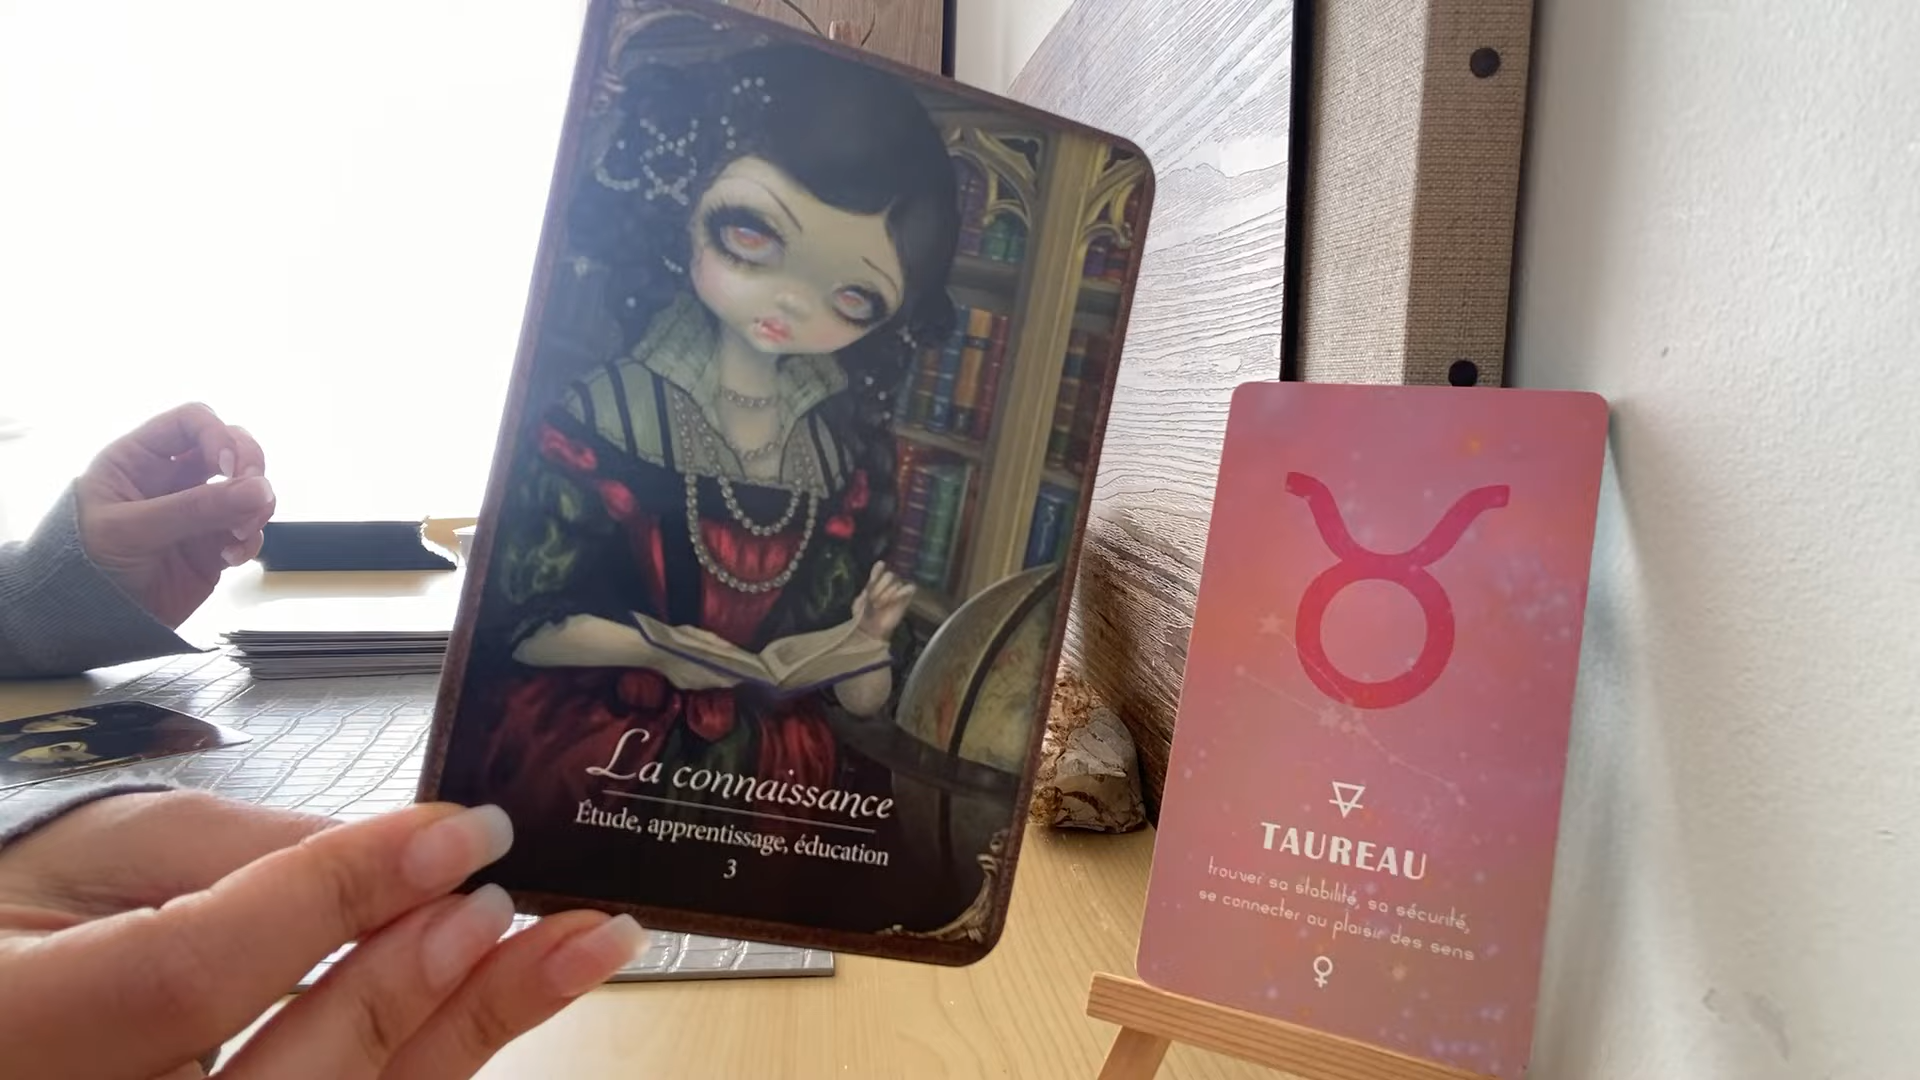 La connaissance
Étude, apprentissage, éducation
3
TAUREAU
trouver sa stabilité, sa sécurité,
se connecter au plaisir des sens